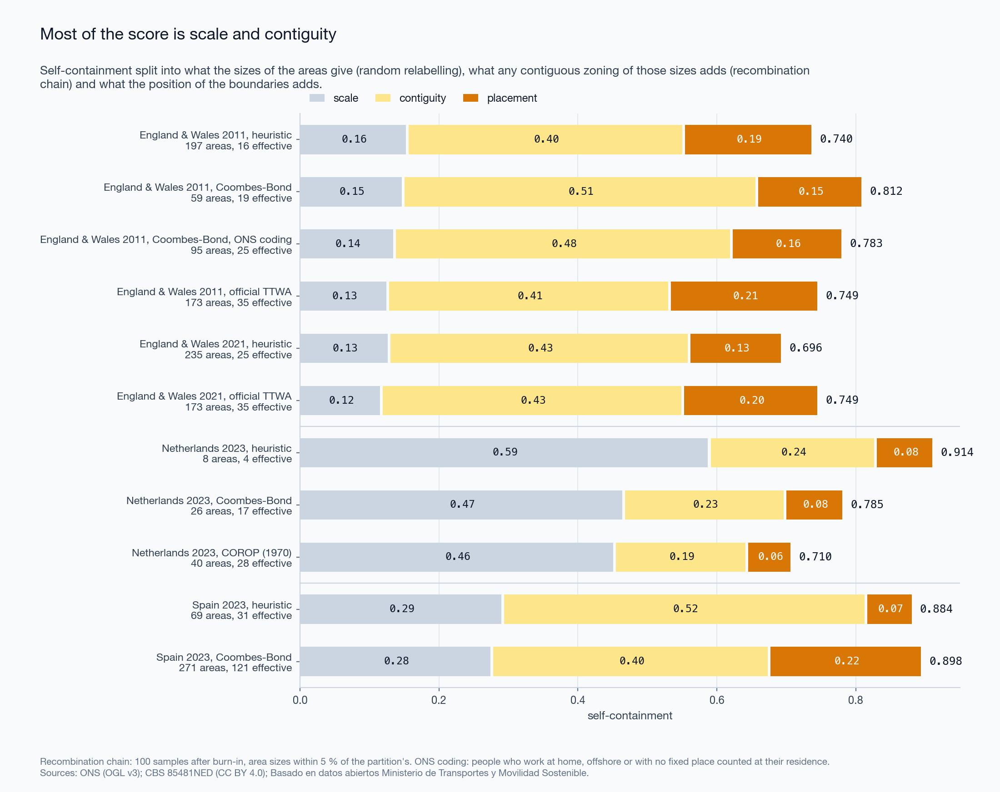 Most of the score is scale and contiguity
Self-containment split into what the sizes of the areas give (random relabelling), what any contiguous zoning of those sizes adds (recombination
chain) and what the position of the boundaries adds.
scale contiguity placement
England & Wales 2011, heuristic
197 areas, 16 effective
0.16 0.40 0.19 0.740
England & Wales 2011, Coombes-Bond
59 areas, 19 effective
0.15 0.51 0.15 0.812
England & Wales 2011, Coombes-Bond, ONS coding
95 areas, 25 effective
0.14 0.48 0.16 0.783
England & Wales 2011, official TTWA
173 areas, 35 effective
0.13 0.41 0.21 0.749
England & Wales 2021, heuristic
235 areas, 25 effective
0.13 0.43 0.13 0.696
England & Wales 2021, official TTWA
173 areas, 35 effective
0.12 0.43 0.20 0.749
Netherlands 2023, heuristic
8 areas, 4 effective
0.59 0.24 0.08 0.914
Netherlands 2023, Coombes-Bond
26 areas, 17 effective
0.47 0.23 0.08 0.785
Netherlands 2023, COROP (1970)
40 areas, 28 effective
0.46 0.19 0.06 0.710
Spain 2023, heuristic
69 areas, 31 effective
0.29 0.52 0.07 0.884
Spain 2023, Coombes-Bond
271 areas, 121 effective
0.28 0.40 0.22 0.898
0.0 0.2 0.4 0.6 0.8
self-containment
Recombination chain: 100 samples after burn-in, area sizes within 5 % of the partition's. ONS coding: people who work at home, offshore or with no fixed place counted at their residence.
Sources: ONS (OGL v3); CBS 85481NED (CC BY 4.0); Basado en datos abiertos Ministerio de Transportes y Movilidad Sostenible.